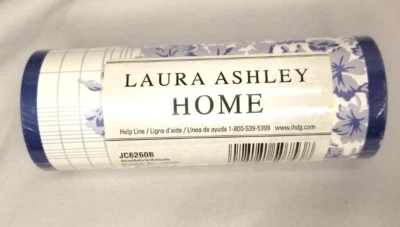 LAURA ASHLEY
HOME
Help Line / Ligne d'aide / Línea de ayuda 1-800-539-5399 www.ihdg.com
JC6260B